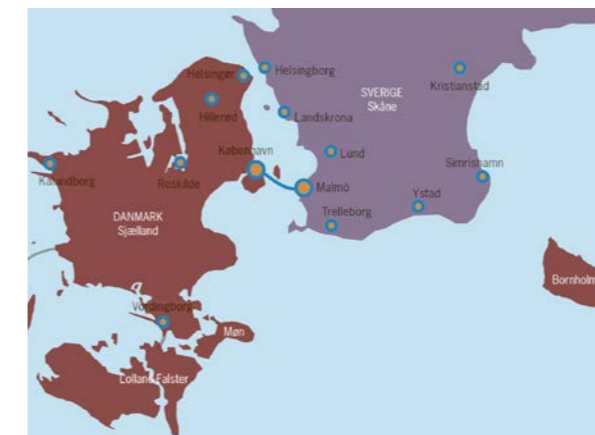 Helsingør
Helsingborg
Kristianstad
SVERIGE
Skåne
Hillerød
Landskrona
København
Lund
Kalundborg
Roskilde
Simrishamn
Malmö
Ystad
DANMARK
Sjælland
Trelleborg
Bornholm
Vordingborg
Møn
Lolland-Falster